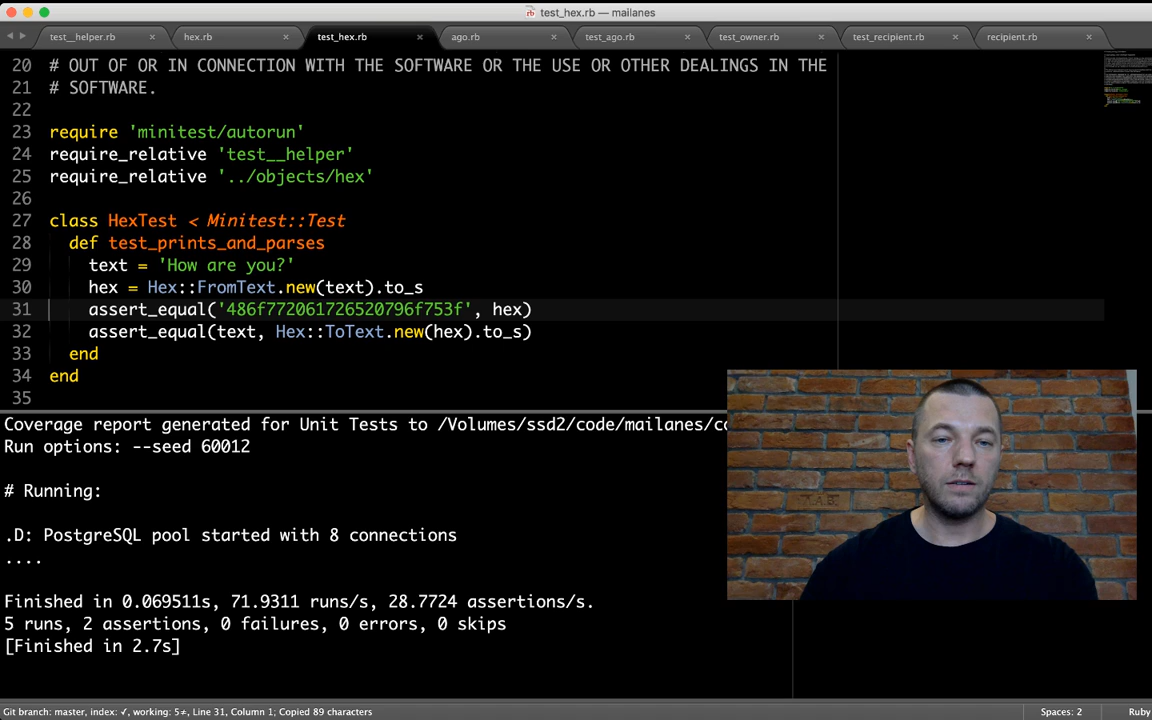 test_hex.rb — mailanes
test__helper.rb
hex.rb
test_hex.rb
ago.rb
test_ago.rb
test_owner.rb
test_recipient.rb
recipient.rb
20 # OUT OF OR IN CONNECTION WITH THE SOFTWARE OR THE USE OR OTHER DEALINGS IN THE
21 # SOFTWARE.
22
23 require 'minitest/autorun'
24 require_relative 'test__helper'
25 require_relative '../objects/hex'
26
27 class HexTest < Minitest::Test
28 def test_prints_and_parses
29 text = 'How are you?'
30 hex = Hex::FromText.new(text).to_s
31 assert_equal('486f772061726520796f753f', hex)
32 assert_equal(text, Hex::ToText.new(hex).to_s)
33 end
34 end
35
Coverage report generated for Unit Tests to /Volumes/ssd2/code/mailanes/co
Run options: --seed 60012
# Running:
.D: PostgreSQL pool started with 8 connections
....
Finished in 0.069511s, 71.9311 runs/s, 28.7724 assertions/s.
5 runs, 2 assertions, 0 failures, 0 errors, 0 skips
[Finished in 2.7s]
Git branch: master, index: ✓, working: 5≠, Line 31, Column 1; Copied 89 characters
Spaces: 2
Ruby